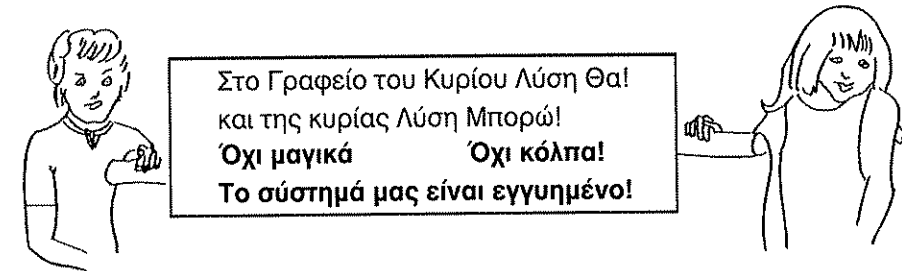 Στο Γραφείο του Κυρίου Λύση Θα!
και της κυρίας Λύση Μπορώ!
Όχι μαγικά Όχι κόλπα!
Το σύστημά μας είναι εγγυημένο!